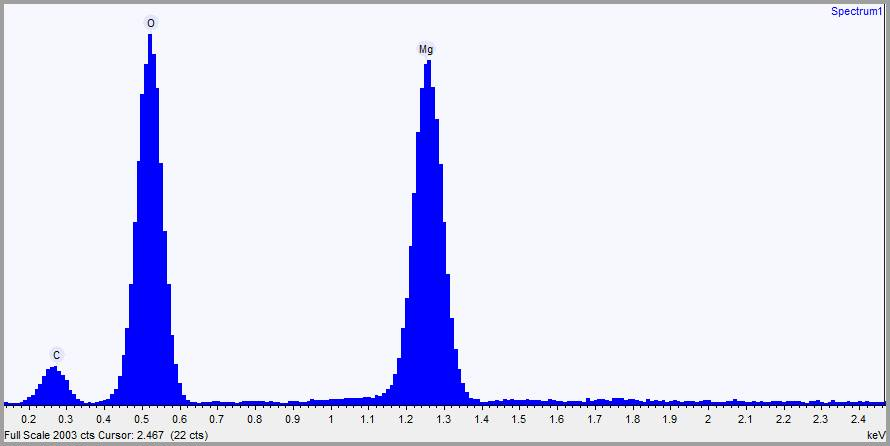 Spectrum1
O
Mg
C
0.2 0.3 0.4 0.5 0.6 0.7 0.8 0.9 1 1.1 1.2 1.3 1.4 1.5 1.6 1.7 1.8 1.9 2 2.1 2.2 2.3 2.4
Full Scale 2003 cts Cursor: 2.467 (22 cts) keV